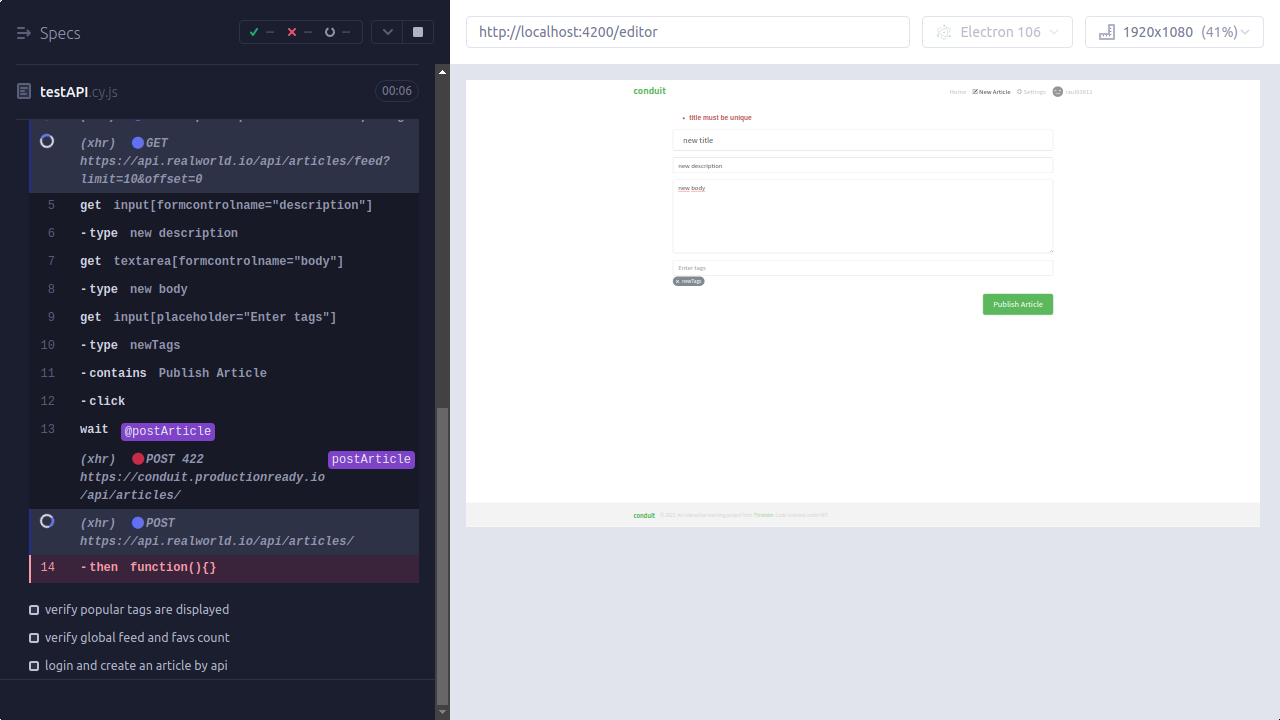 Specs
--
--
--
testAPI.cy.js
00:06
(xhr) GET
https://api.realworld.io/api/articles/feed?
limit=10&offset=0
5 get input[formcontrolname="description"]
6 -type new description
7 get textarea[formcontrolname="body"]
8 -type new body
9 get input[placeholder="Enter tags"]
10 -type newTags
11 -contains Publish Article
12 -click
13 wait @postArticle
(xhr) POST 422 postArticle
https://conduit.productionready.io
/api/articles/
(xhr) POST
https://api.realworld.io/api/articles/
14 -then function(){}
verify popular tags are displayed
verify global feed and favs count
login and create an article by api
http://localhost:4200/editor
Electron 106
1920x1080 (41%)
conduit
Home New Article Settings
• title must be unique
new title
new description
new body
Enter tags
× newTags
Publish Article
conduit